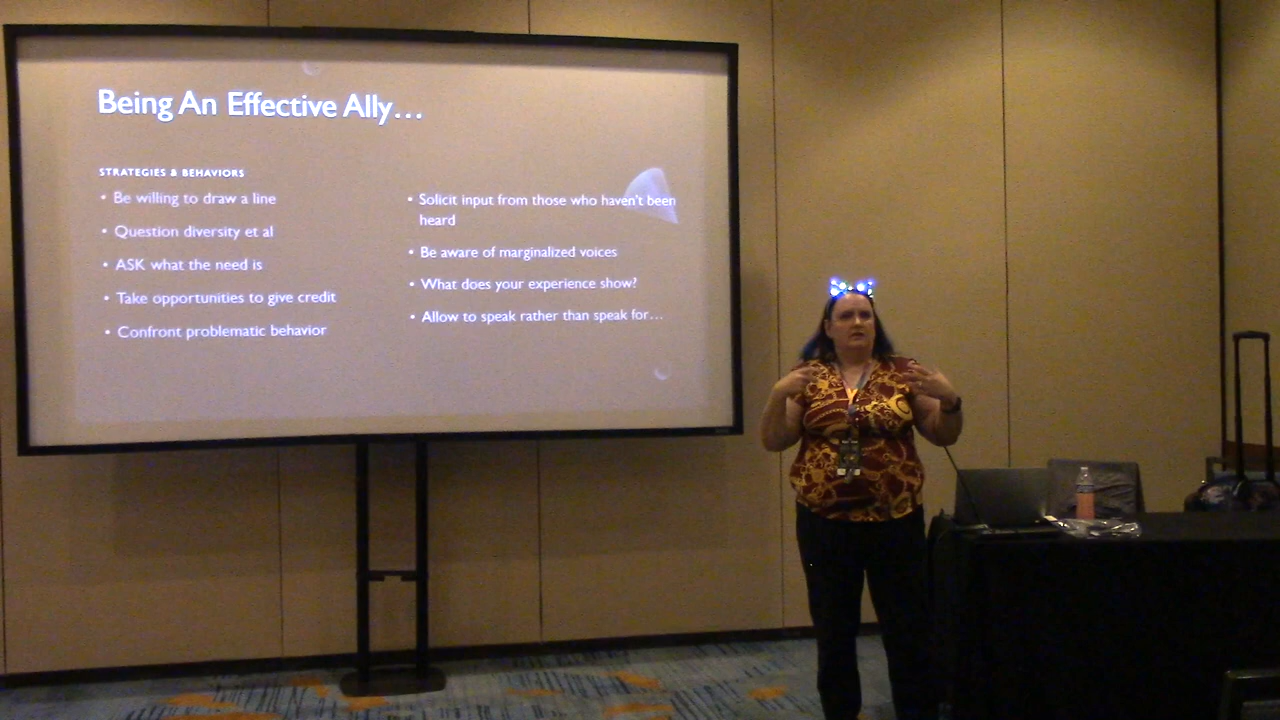 Being An Effective Ally…
STRATEGIES & BEHAVIORS
• Be willing to draw a line
• Question diversity et al
• ASK what the need is
• Take opportunities to give credit
• Confront problematic behavior
• Solicit input from those who haven't been
heard
• Be aware of marginalized voices
• What does your experience show?
• Allow to speak rather than speak for…